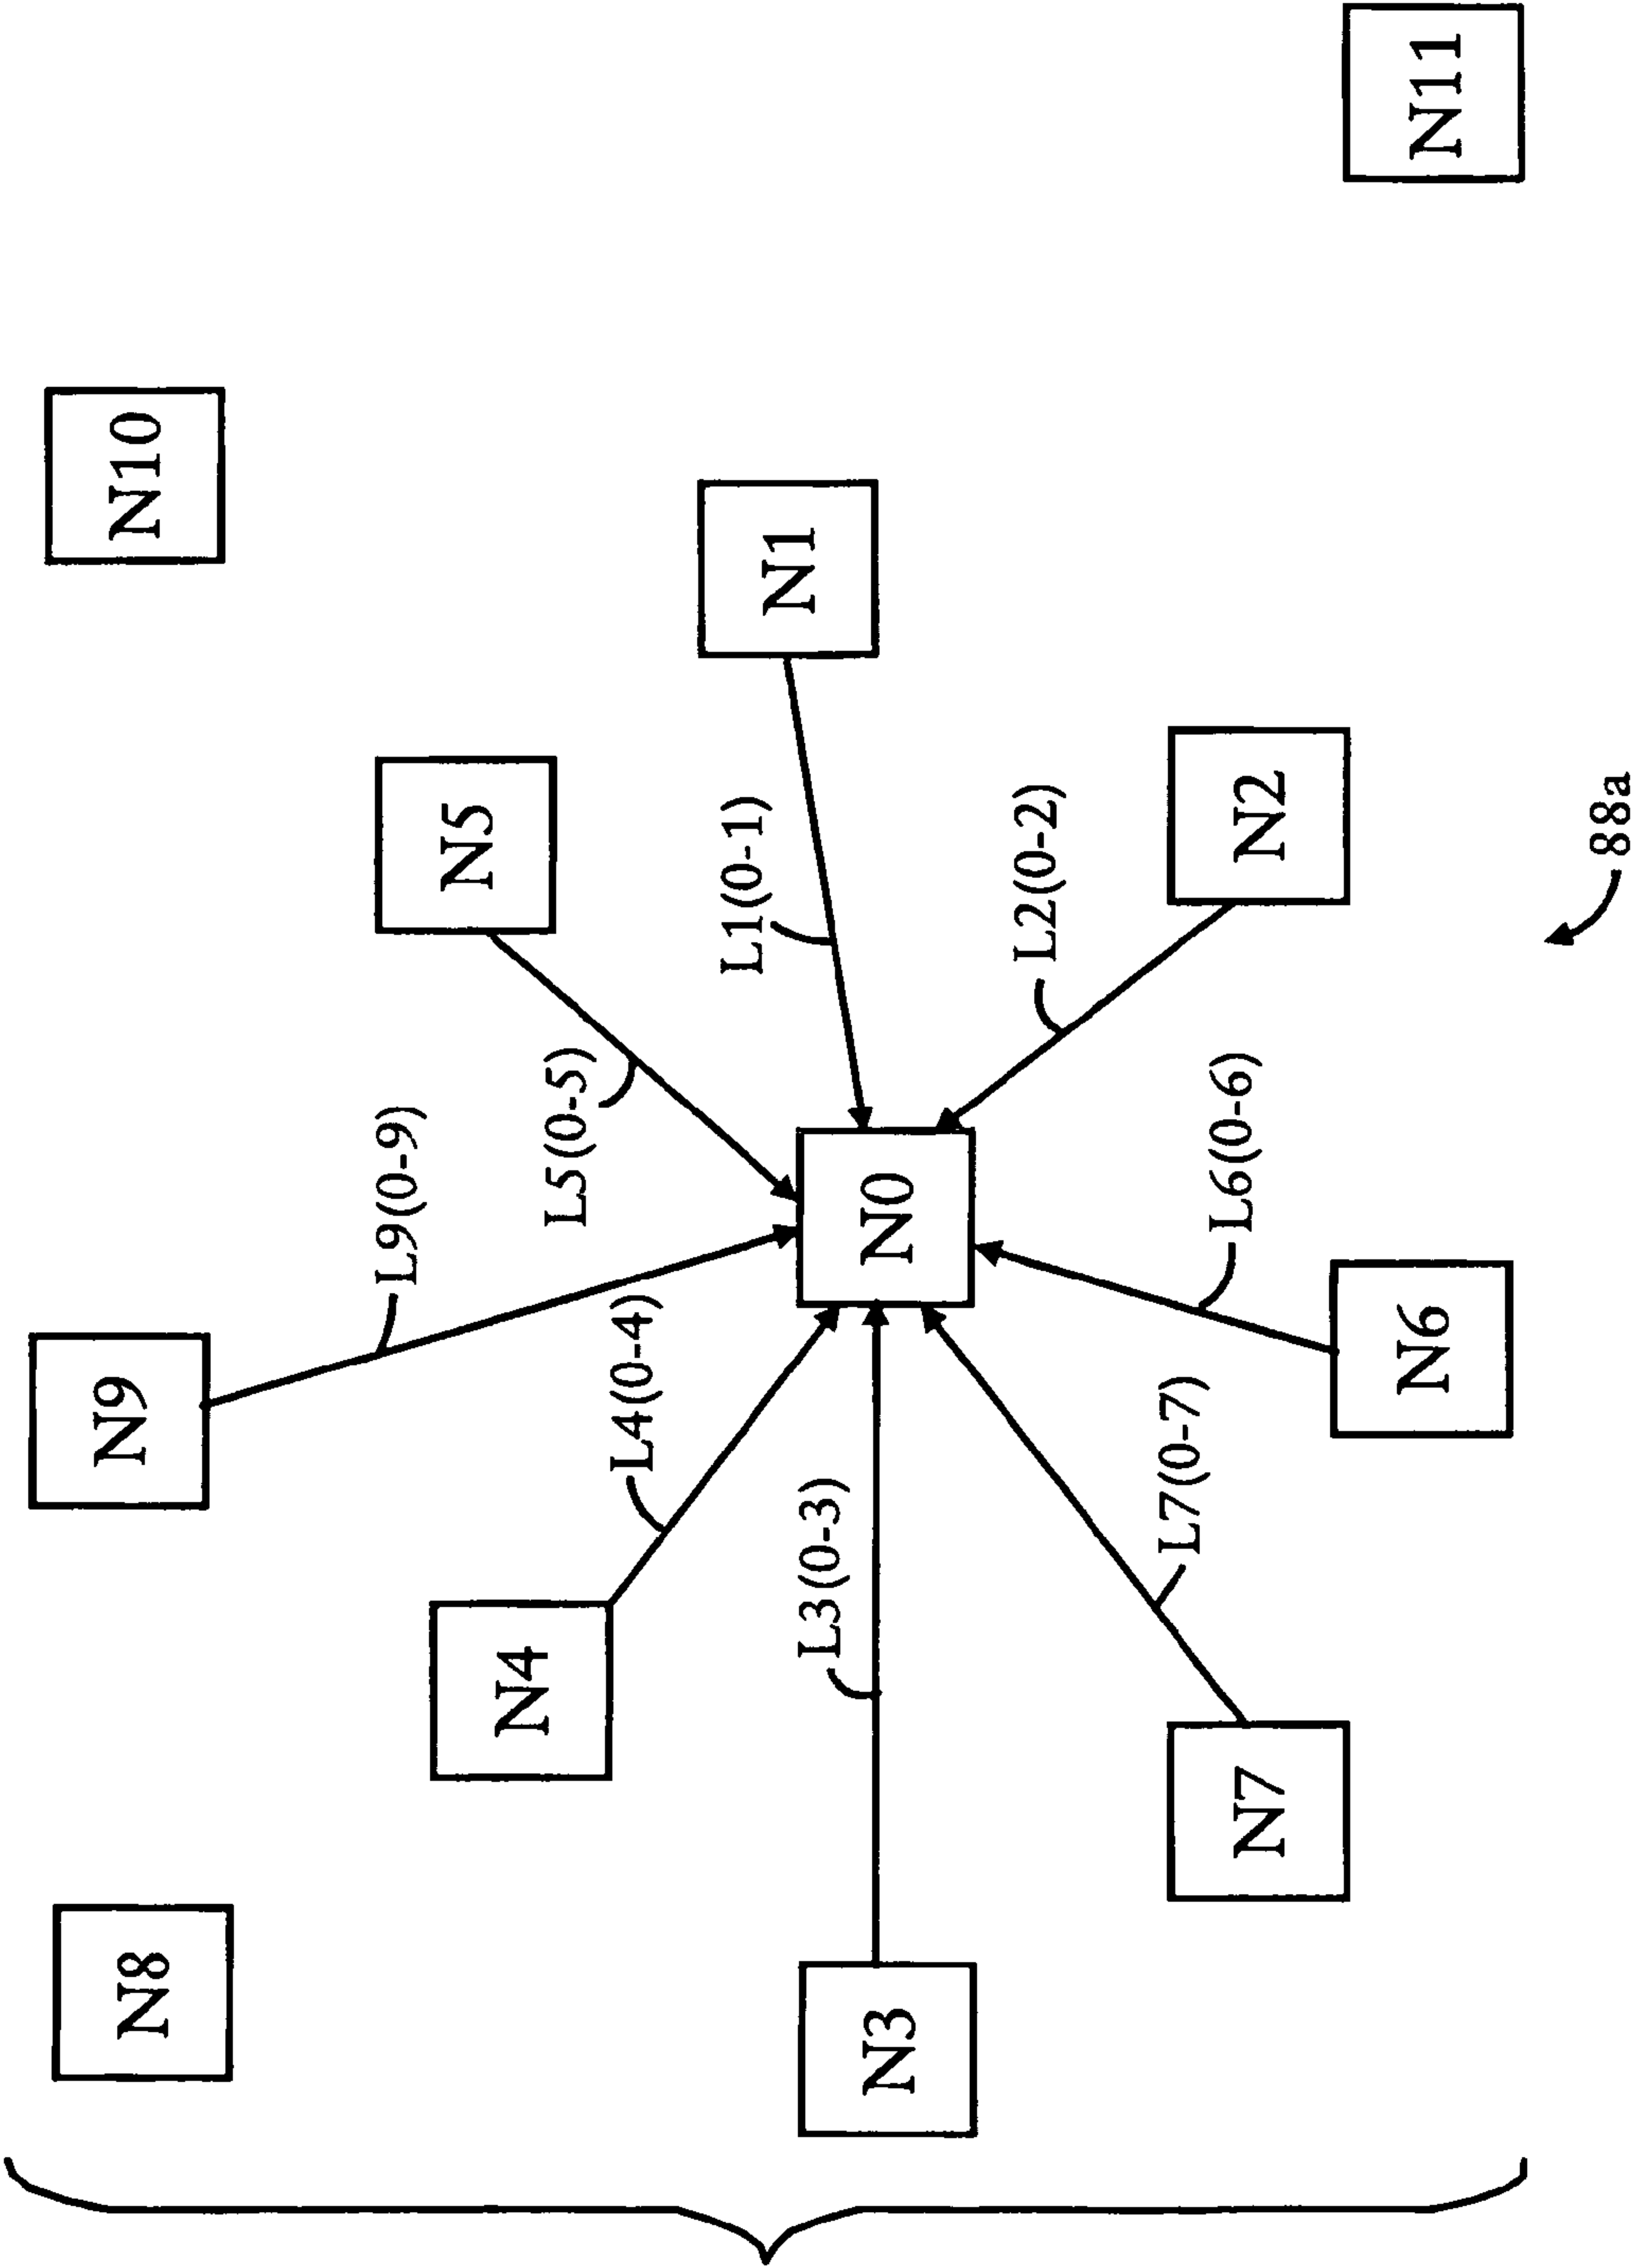 N8
N9
N10
N4
N5
L9(0-9)
L4(0-4)
L5(0-5)
N3
L3(0-3)
N0
L1(0-1)
N1
L7(0-7)
L6(0-6)
L2(0-2)
N7
N6
N2
N11
88a